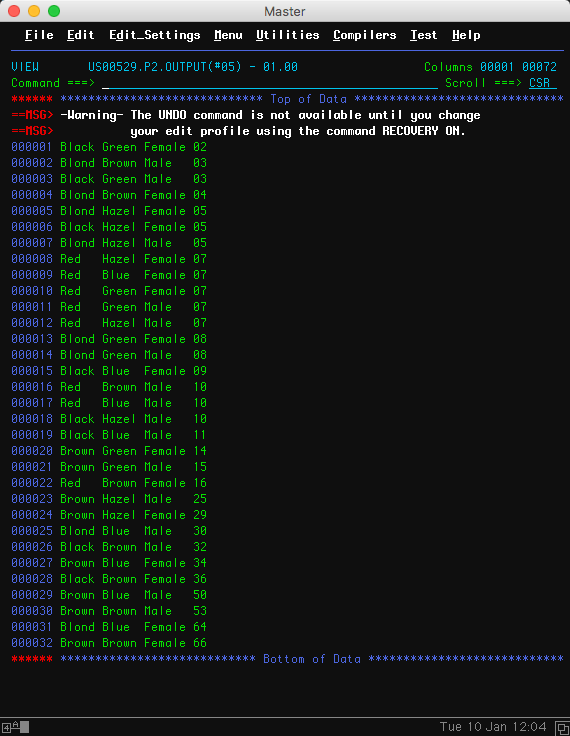 Master
File Edit Edit_Settings Menu Utilities Compilers Test Help
VIEW US00529.P2.OUTPUT(#05) - 01.00 Columns 00001 00072
Command ===> Scroll ===> CSR
****** ***************************** Top of Data ******************************
==MSG> -Warning- The UNDO command is not available until you change
==MSG> your edit profile using the command RECOVERY ON.
000001 Black Green Female 02
000002 Blond Brown Male 03
000003 Black Green Male 03
000004 Blond Brown Female 04
000005 Blond Hazel Female 05
000006 Black Hazel Female 05
000007 Blond Hazel Male 05
000008 Red Hazel Female 07
000009 Red Blue Female 07
000010 Red Green Female 07
000011 Red Green Male 07
000012 Red Hazel Male 07
000013 Blond Green Female 08
000014 Blond Green Male 08
000015 Black Blue Female 09
000016 Red Brown Male 10
000017 Red Blue Male 10
000018 Black Hazel Male 10
000019 Black Blue Male 11
000020 Brown Green Female 14
000021 Brown Green Male 15
000022 Red Brown Female 16
000023 Brown Hazel Male 25
000024 Brown Hazel Female 29
000025 Blond Blue Male 30
000026 Black Brown Male 32
000027 Brown Blue Female 34
000028 Black Brown Female 36
000029 Brown Blue Male 50
000030 Brown Brown Male 53
000031 Blond Blue Female 64
000032 Brown Brown Female 66
****** **************************** Bottom of Data ****************************
4A Tue 10 Jan 12:04